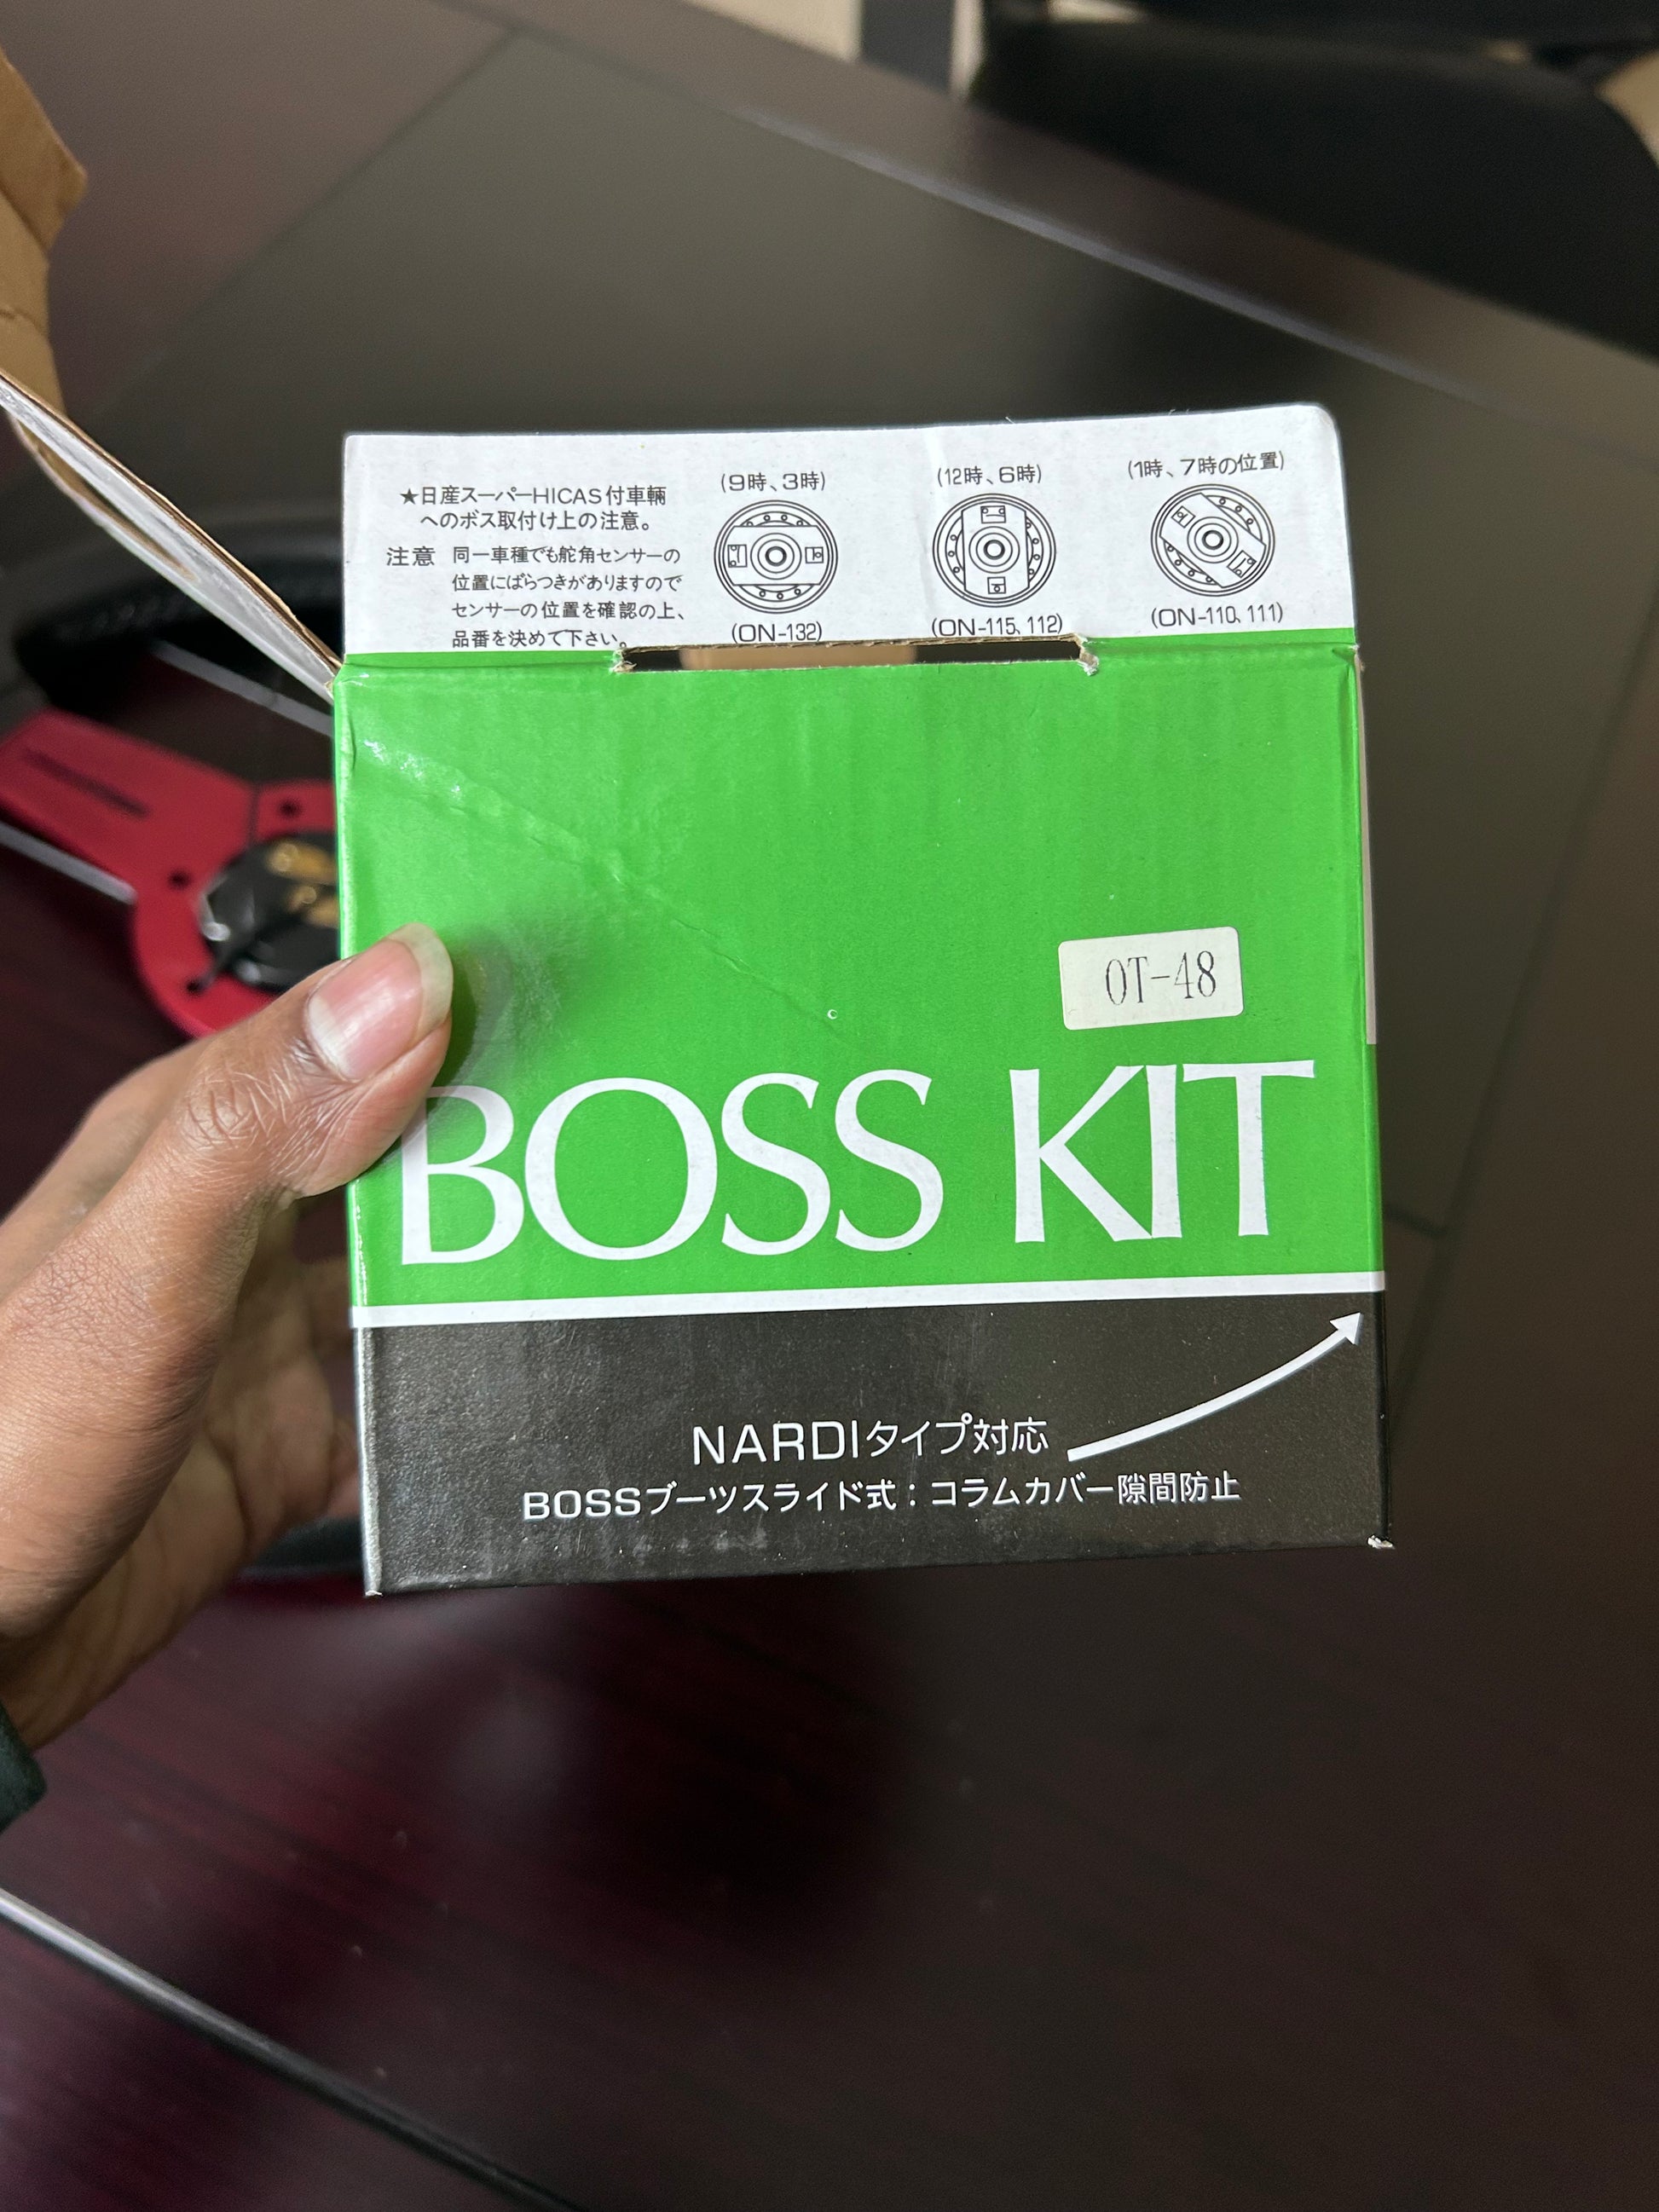 ★日産スーパーHICAS付車輛
へのボス取付け上の注意。
注意 同一車種でも舵角センサーの
位置にばらつきがありますので
センサーの位置を確認の上、
品番を決めて下さい。
(9時、3時)
(ON-132)
(12時、6時)
(ON-115、112)
(1時、7時の位置)
(ON-110、111)
OT-48
BOSS KIT
NARDIタイプ対応
BOSSブーツスライド式：コラムカバー隙間防止